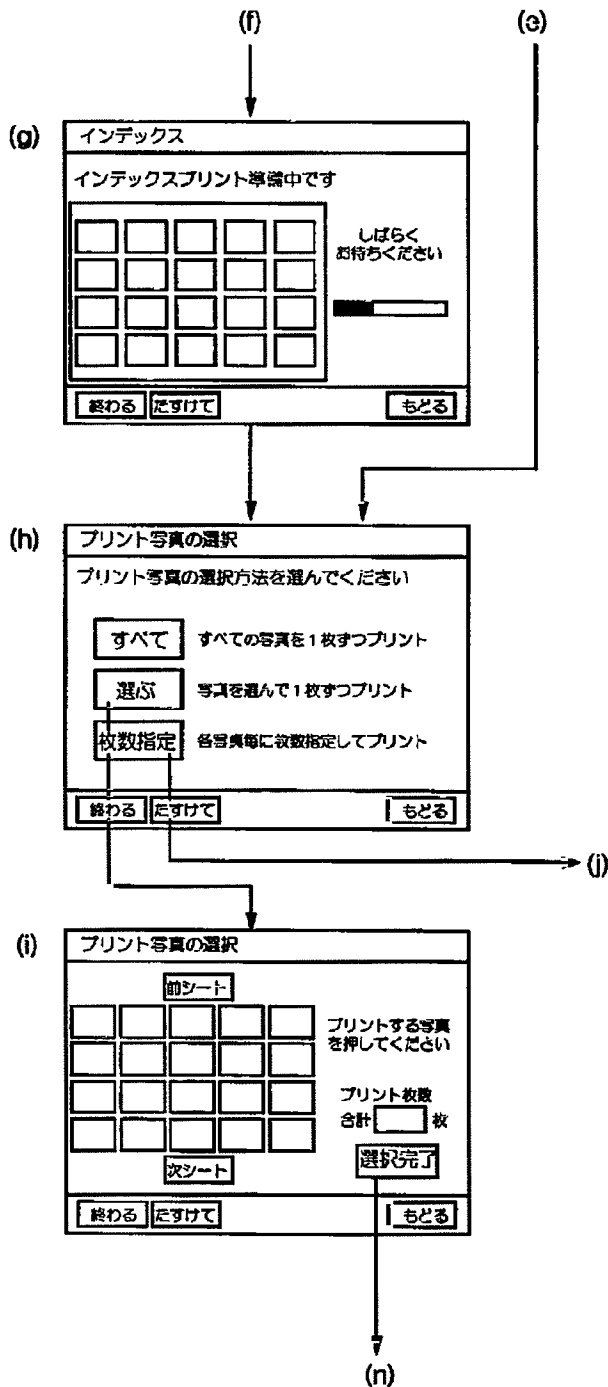 (f)
(e)
(g)
インデックス
インデックスプリント準備中です
しばらく
お待ちください
終わる
たすけて
もどる
(h)
プリント写真の選択
プリント写真の選択方法を選んでください
すべて
すべての写真を1枚ずつプリント
選ぶ
写真を選んで1枚ずつプリント
枚数指定
各写真毎に枚数指定してプリント
終わる
たすけて
もどる
(j)
(i)
プリント写真の選択
前シート
プリントする写真
を押してください
プリント枚数
合計 枚
選択完了
次シート
終わる
たすけて
もどる
(n)